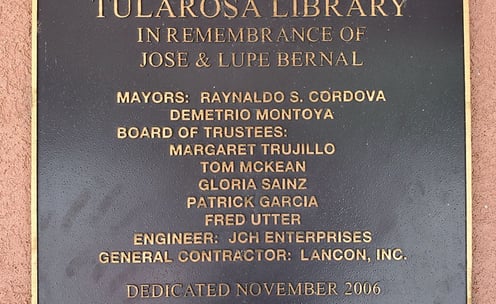 TULAROSA LIBRARY
IN REMEMBRANCE OF
JOSE & LUPE BERNAL
MAYORS: RAYNALDO S. CORDOVA
DEMETRIO MONTOYA
BOARD OF TRUSTEES:
MARGARET TRUJILLO
TOM MCKEAN
GLORIA SAINZ
PATRICK GARCIA
FRED UTTER
ENGINEER: JCH ENTERPRISES
GENERAL CONTRACTOR: LANCON, INC.
DEDICATED NOVEMBER 2006